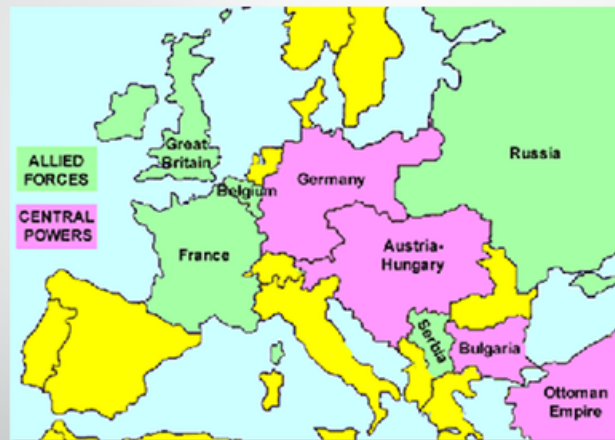 Great
Britain
ALLIED
FORCES
Belgium
Germany
Russia
CENTRAL
POWERS
France
Austria-
Hungary
Serbia
Bulgaria
Ottoman
Empire